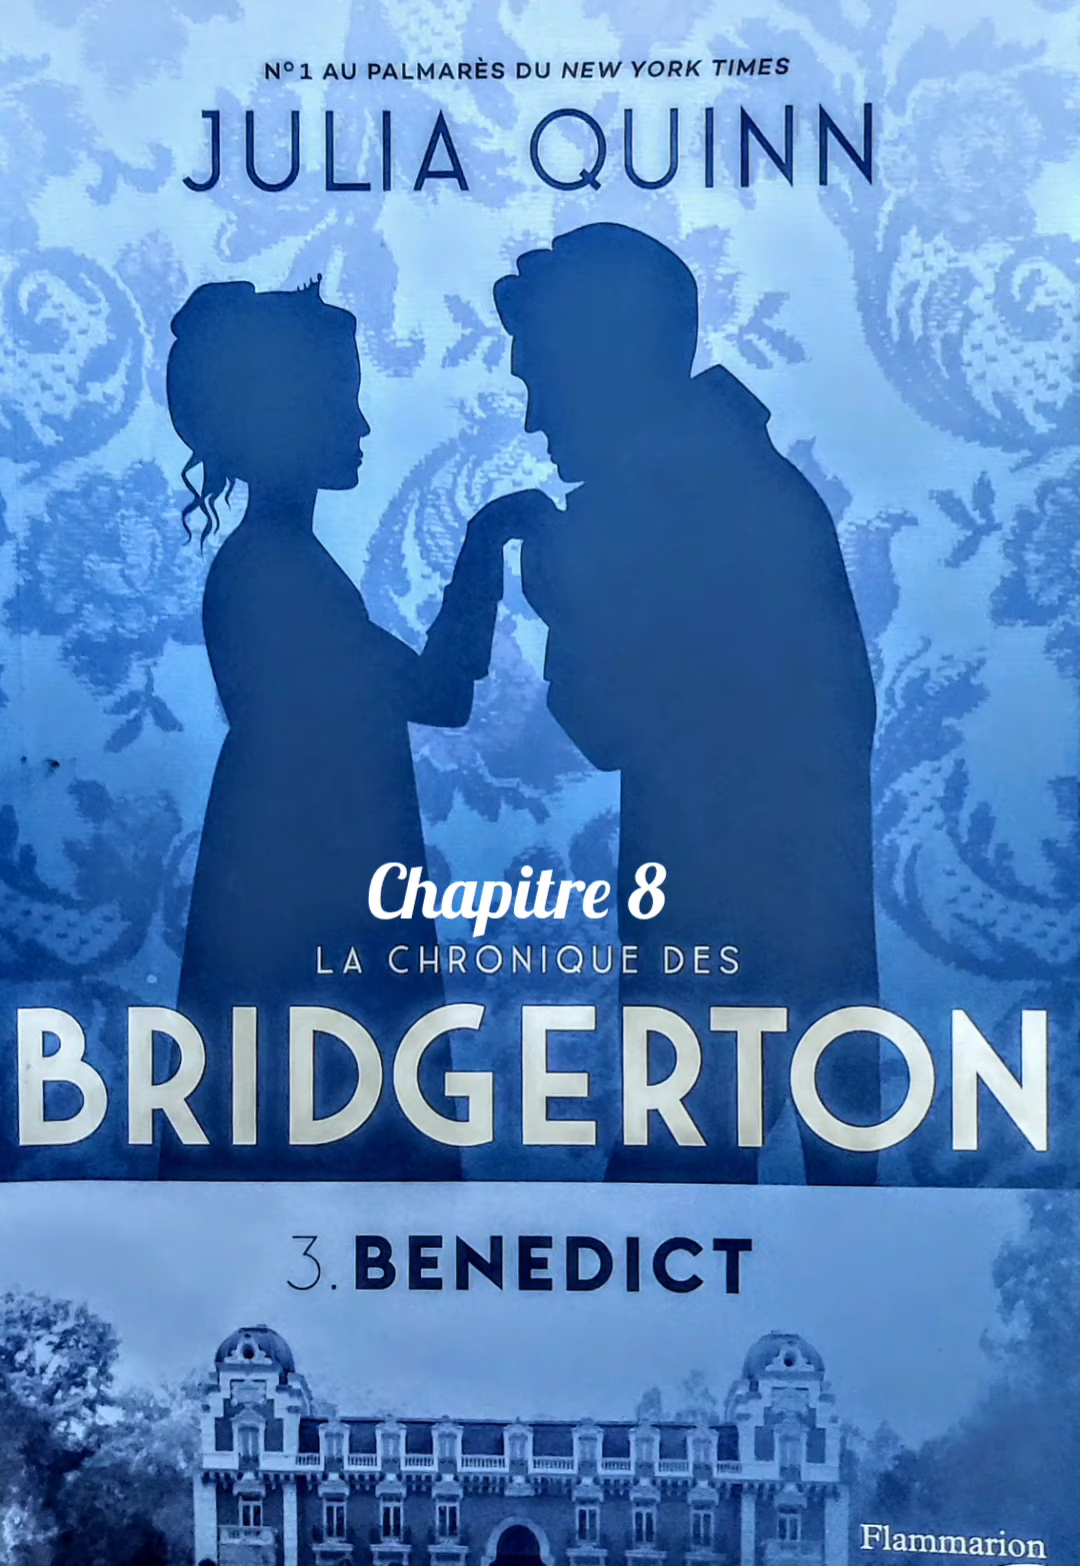 N° 1 AU PALMARÈS DU NEW YORK TIMES
JULIA QUINN
Chapitre 8
LA CHRONIQUE DES
BRIDGERTON
3. BENEDICT
Flammarion